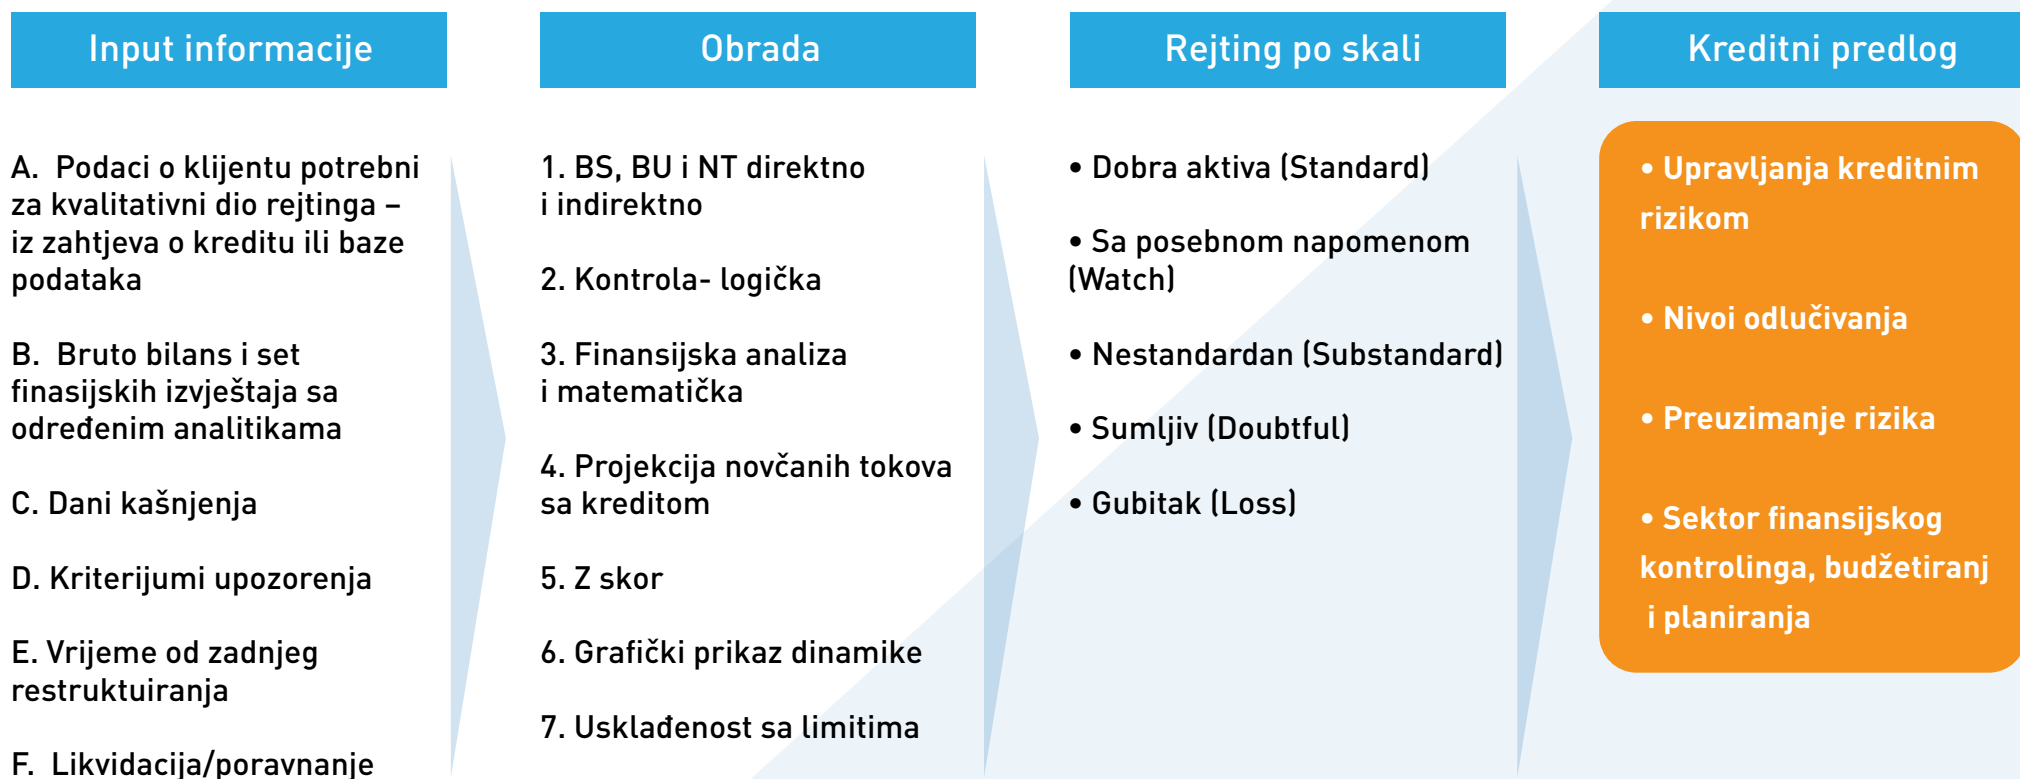 Input informacije
A. Podaci o klijentu potrebni
za kvalitativni dio rejtinga –
iz zahtjeva o kreditu ili baze
podataka
B. Bruto bilans i set
finasijskih izvještaja sa
određenim analitikama
C. Dani kašnjenja
D. Kriterijumi upozorenja
E. Vrijeme od zadnjeg
restruktuiranja
F. Likvidacija/poravnanje
Obrada
1. BS, BU i NT direktno
i indirektno
2. Kontrola- logička
3. Finansijska analiza
i matematička
4. Projekcija novčanih tokova
sa kreditom
5. Z skor
6. Grafički prikaz dinamike
7. Usklađenost sa limitima
Rejting po skali
• Dobra aktiva (Standard)
• Sa posebnom napomenom
(Watch)
• Nestandardan (Substandard)
• Sumljiv (Doubtful)
• Gubitak (Loss)
Kreditni predlog
• Upravljanja kreditnim
rizikom
• Nivoi odlučivanja
• Preuzimanje rizika
• Sektor finansijskog
kontrolinga, budžetiranj
i planiranja